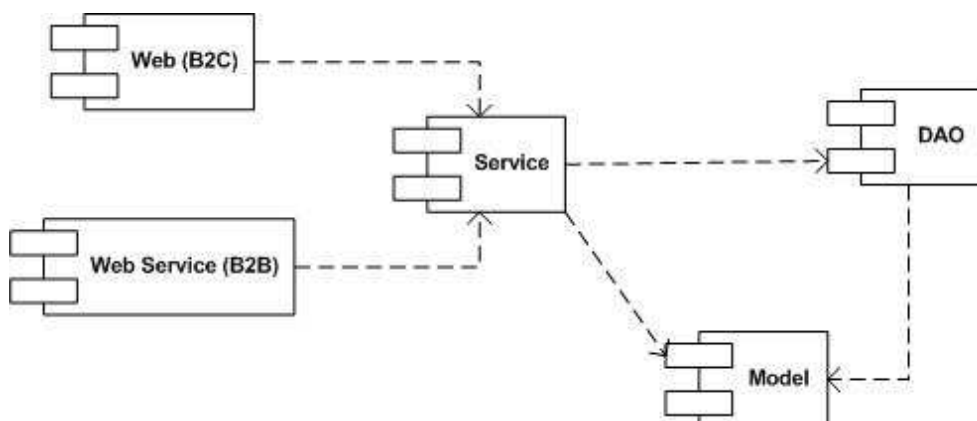 Web (B2C)
DAO
Service
Web Service (B2B)
Model